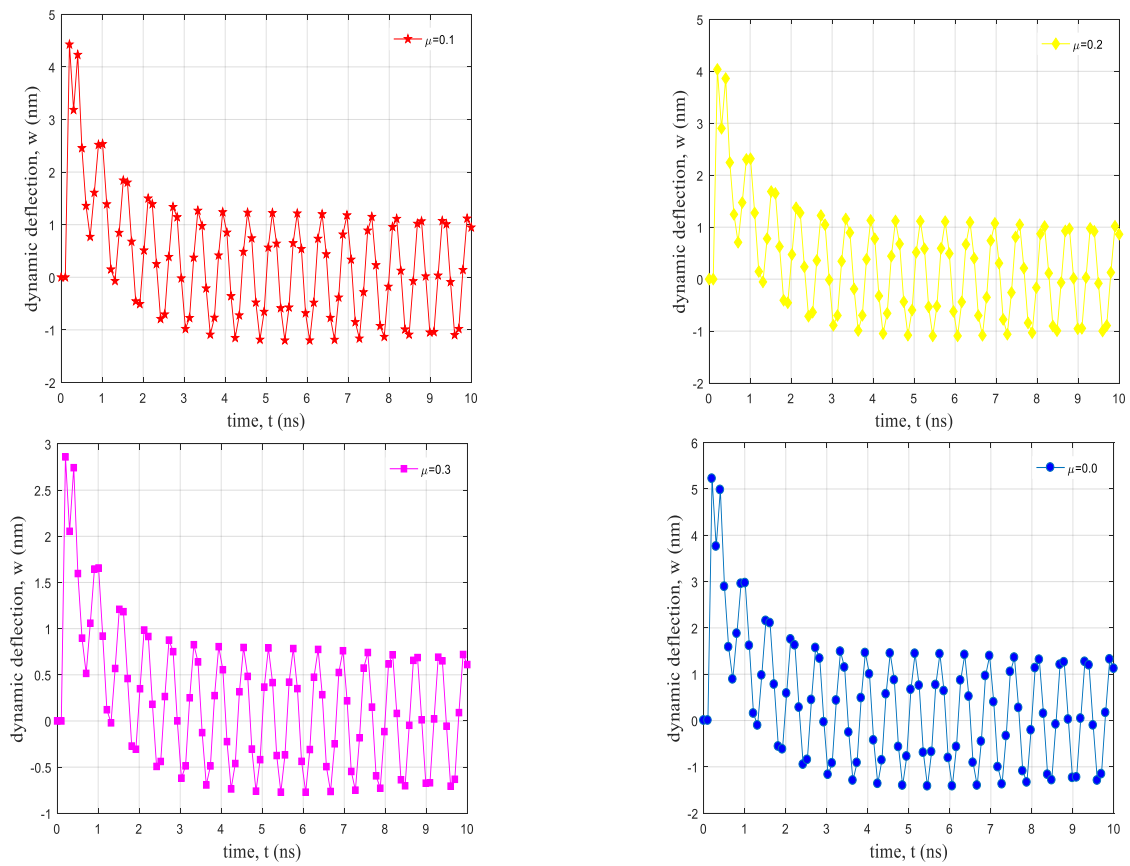 5
4
3
2
1
0
-1
-2
dynamic deflection, w (nm)
μ=0.1
0 1 2 3 4 5 6 7 8 9 10
time, t (ns)
5
4
3
2
1
0
-1
-2
dynamic deflection, w (nm)
μ=0.2
0 1 2 3 4 5 6 7 8 9 10
time, t (ns)
3
2.5
2
1.5
1
0.5
0
-0.5
-1
dynamic deflection, w (nm)
μ=0.3
0 1 2 3 4 5 6 7 8 9 10
time, t (ns)
6
5
4
3
2
1
0
-1
-2
dynamic deflection, w (nm)
μ=0.0
0 1 2 3 4 5 6 7 8 9 10
time, t (ns)